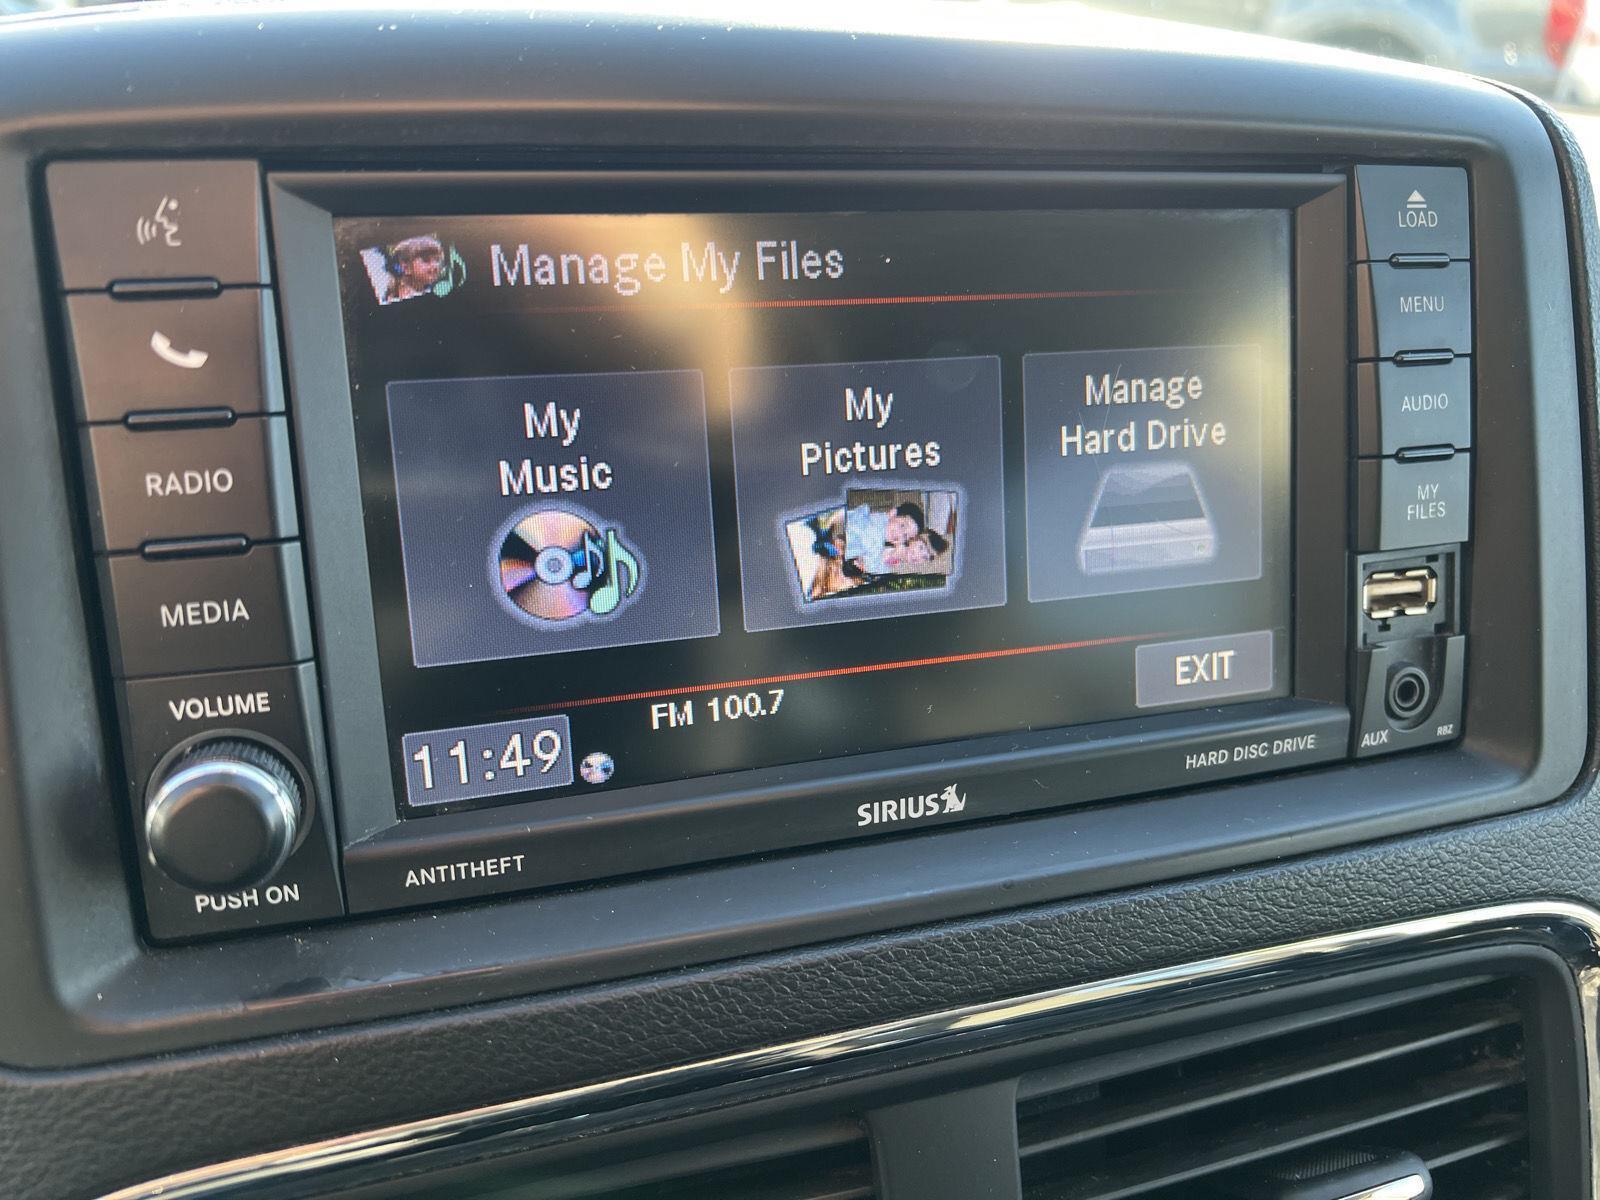 Manage My Files
My
Music
My
Pictures
Manage
Hard Drive
FM 100.7
EXIT
11:49
RADIO
MEDIA
VOLUME
PUSH ON
ANTITHEFT
SIRIUS
HARD DISC DRIVE
LOAD
MENU
AUDIO
MY
FILES
AUX
RBZ